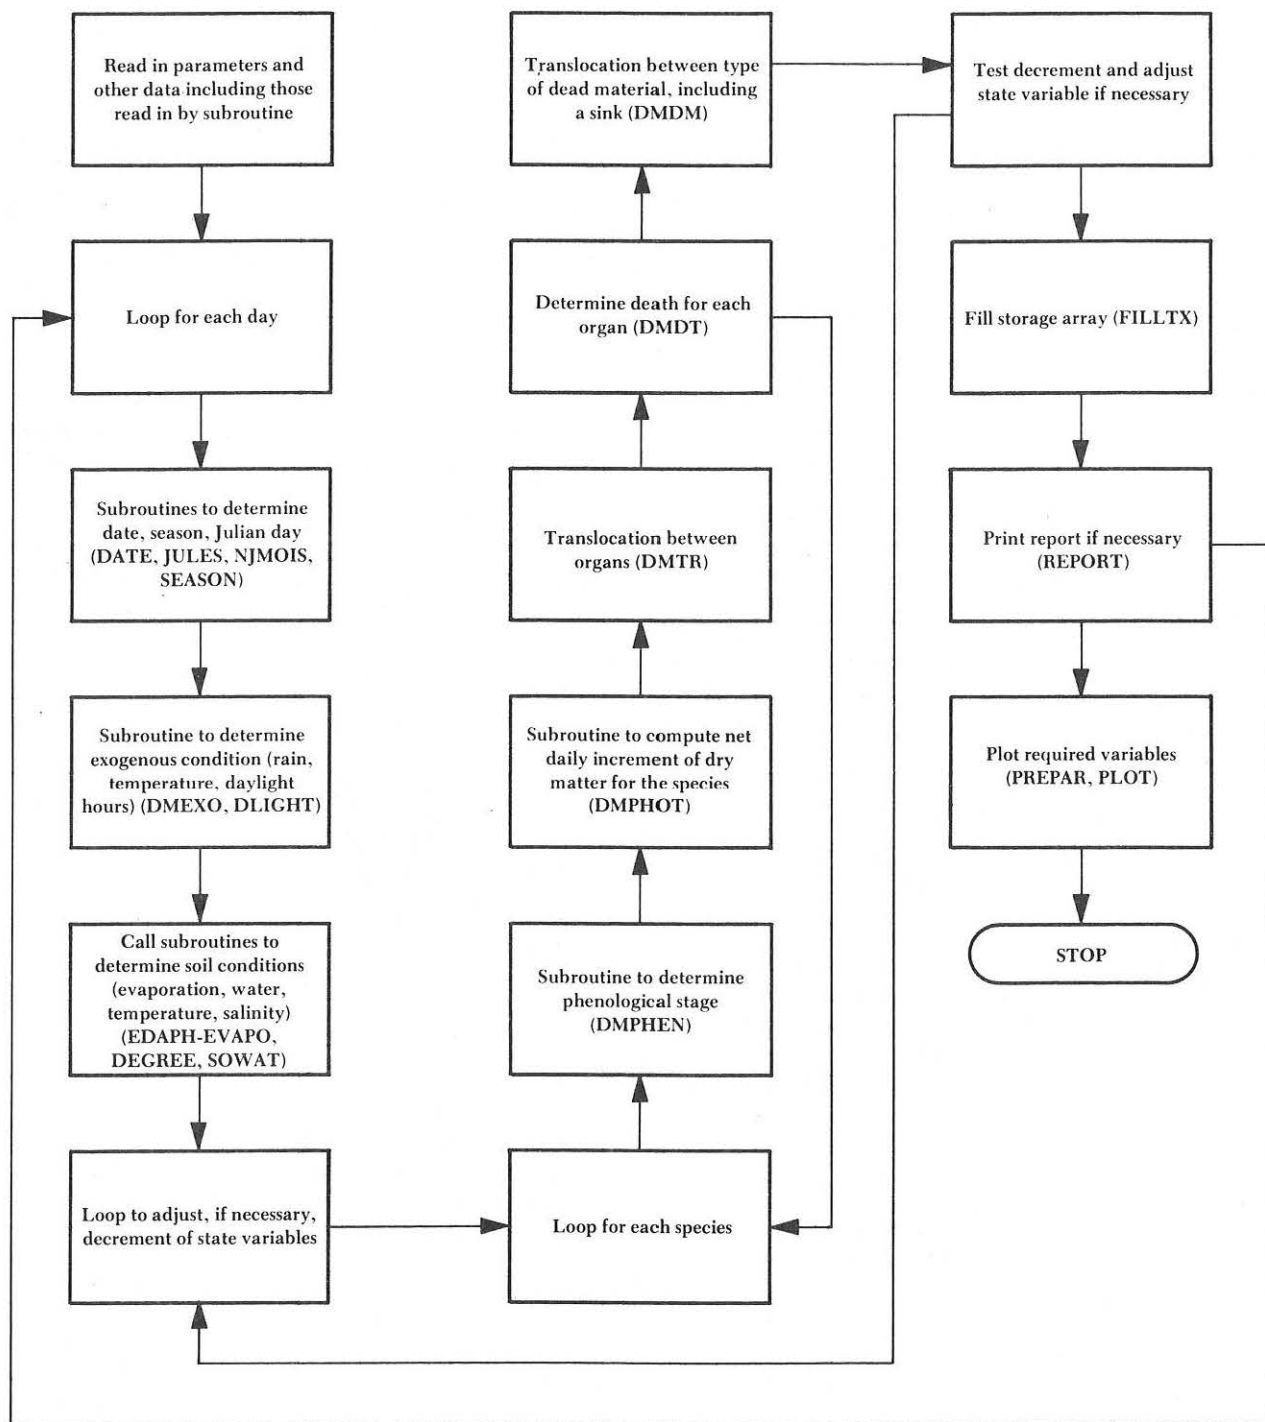 Read in parameters and
other data including those
read in by subroutine
Loop for each day
Subroutines to determine
date, season, Julian day
(DATE, JULES, NJMOIS,
SEASON)
Subroutine to determine
exogenous condition (rain,
temperature, daylight
hours) (DMEXO, DLIGHT)
Call subroutines to
determine soil conditions
(evaporation, water,
temperature, salinity)
(EDAPH-EVAPO,
DEGREE, SOWAT)
Loop to adjust, if necessary,
decrement of state variables
Loop for each species
Subroutine to determine
phenological stage
(DMPHEN)
Subroutine to compute net
daily increment of dry
matter for the species
(DMPHOT)
Translocation between
organs (DMTR)
Determine death for each
organ (DMDT)
Translocation between type
of dead material, including
a sink (DMDM)
Test decrement and adjust
state variable if necessary
Fill storage array (FILLTX)
Print report if necessary
(REPORT)
Plot required variables
(PREPAR, PLOT)
STOP